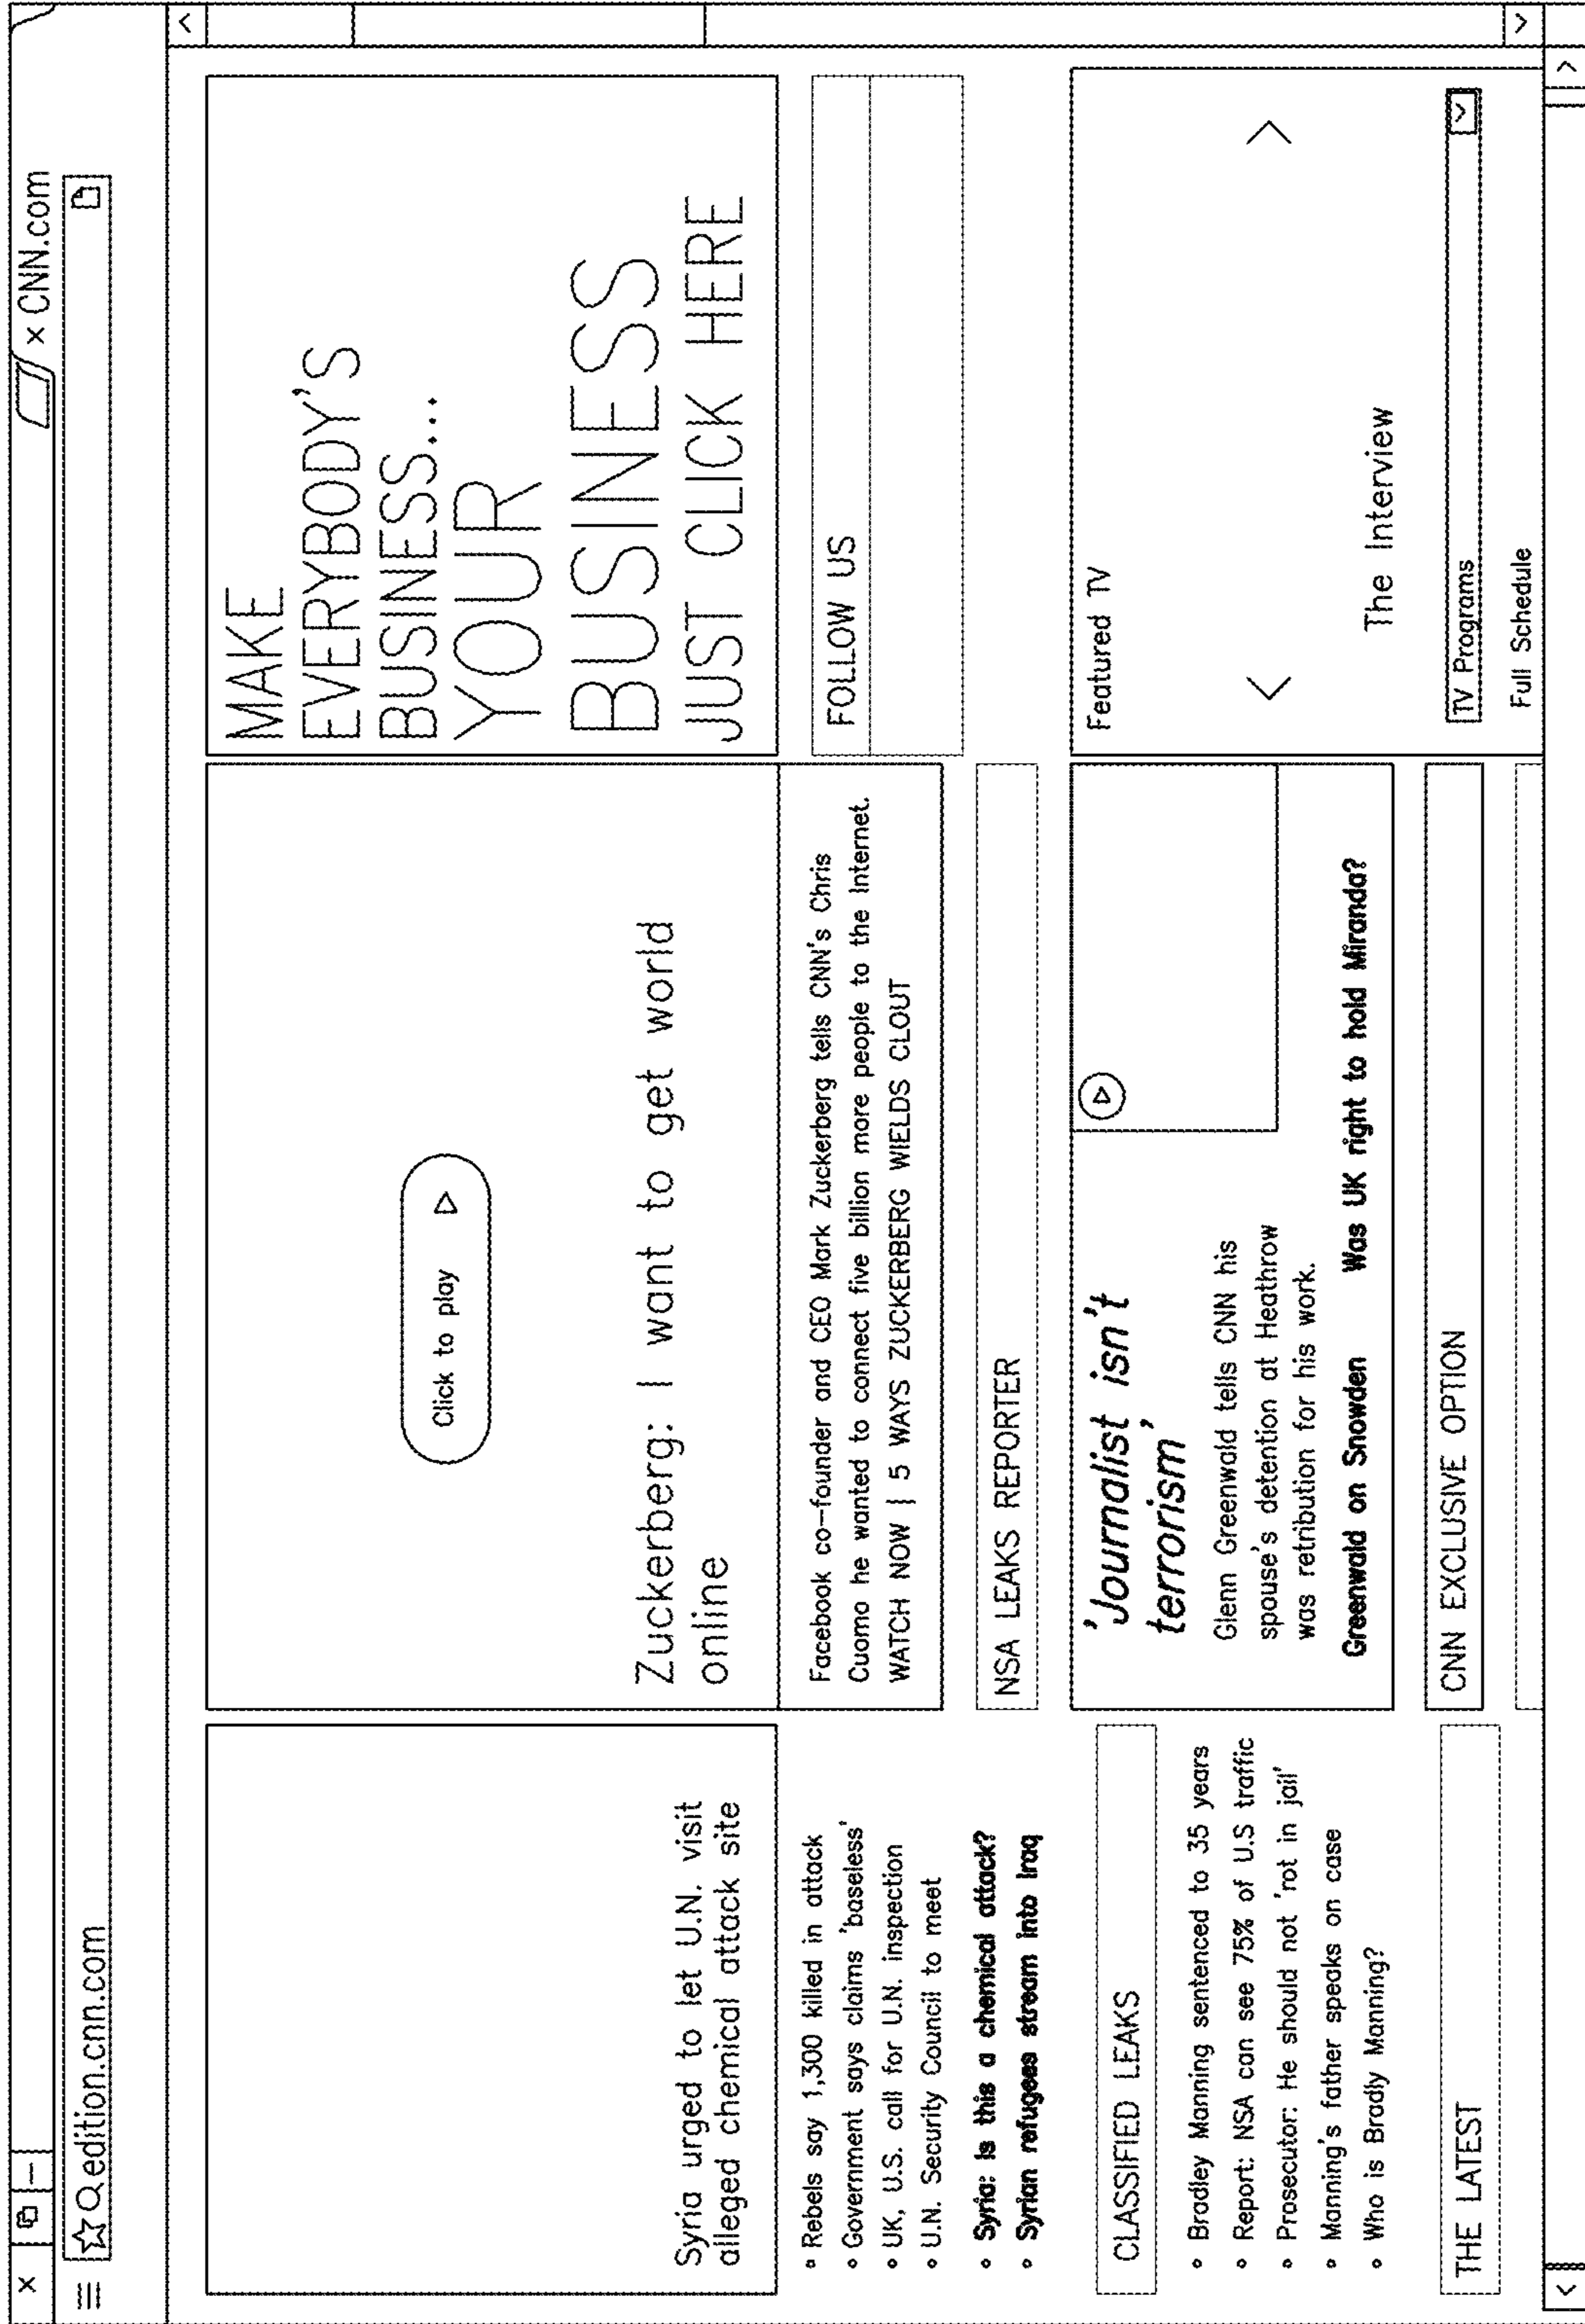 × CNN.com
edition.cnn.com
Syria urged to let U.N. visit
alleged chemical attack site
• Rebels say 1,300 killed in attack
• Government says claims 'baseless'
• UK, U.S. call for U.N. inspection
• U.N. Security Council to meet
• Syria: Is this a chemical attack?
• Syrian refugees stream into Iraq
CLASSIFIED LEAKS
• Bradley Manning sentenced to 35 years
• Report: NSA can see 75% of U.S traffic
• Prosecutor: He should not 'rot in jail'
• Manning's father speaks on case
• Who is Bradly Manning?
THE LATEST
Click to play
Zuckerberg: I want to get world
online
Facebook co-founder and CEO Mark Zuckerberg tells CNN's Chris
Cuomo he wanted to connect five billion more people to the Internet.
WATCH NOW | 5 WAYS ZUCKERBERG WIELDS CLOUT
NSA LEAKS REPORTER
'Journalist isn't
terrorism'
Glenn Greenwald tells CNN his
spouse's detention at Heathrow
was retribution for his work.
Greenwald on Snowden Was UK right to hold Miranda?
CNN EXCLUSIVE OPTION
MAKE
EVERYBODY'S
BUSINESS...
YOUR
BUSINESS
JUST CLICK HERE
FOLLOW US
Featured TV
The Interview
TV Programs
Full Schedule